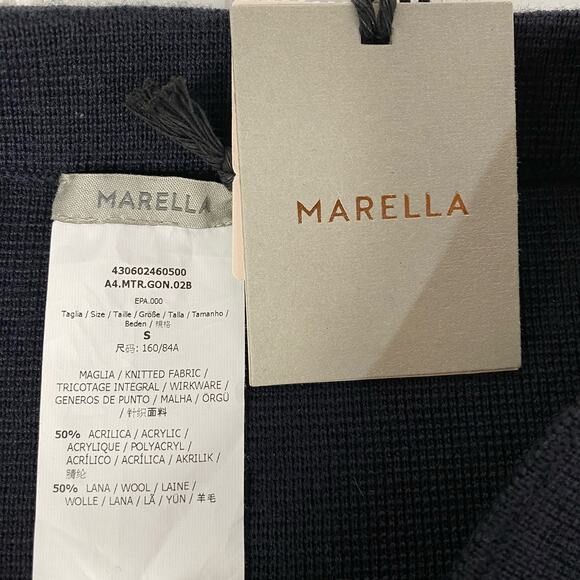 MARELLA
MARELLA
430602460500
A4.MTR.GON.02B
EPA.000
Taglia / Size / Taille / Größe / Talla / Tamanho /
Beden / 規格
S
尺码: 160/84A
MAGLIA / KNITTED FABRIC /
TRICOTAGE INTEGRAL / WIRKWARE /
GENEROS DE PUNTO / MALHA / ÖRGÜ
/ 针织面料
50% ACRILICA / ACRYLIC /
ACRYLIQUE / POLYACRYL /
ACRÍLICO / ACRÍLICA / AKRILIK /
腈纶
50% LANA / WOOL / LAINE /
WOLLE / LANA / LÃ / YÜN / 羊毛